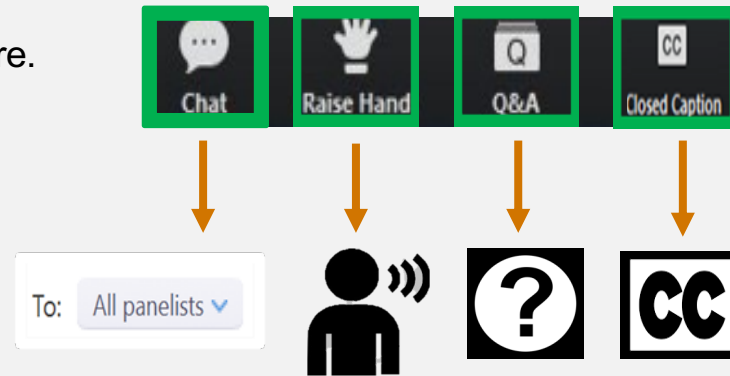 re.
Chat
Raise Hand
Q
Q&A
CC
Closed Caption
To: All panelists
?
CC